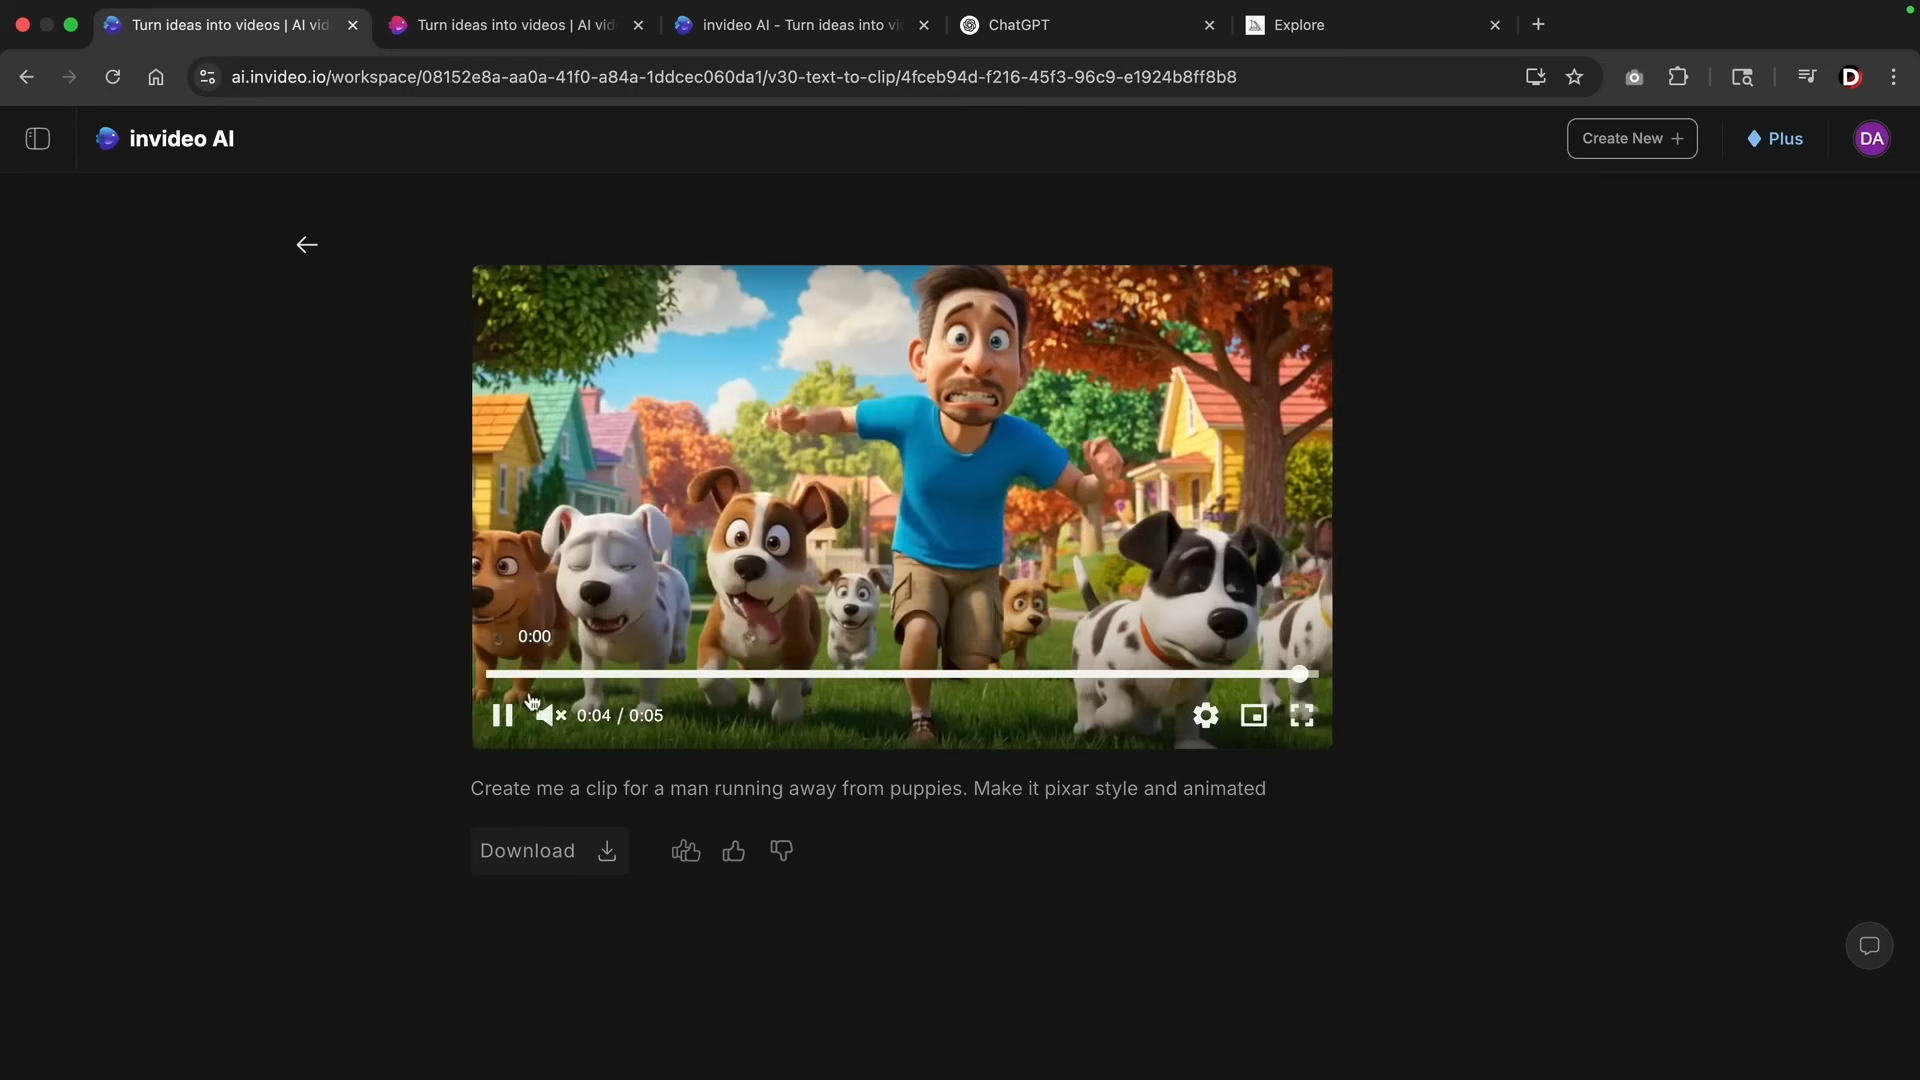 Turn ideas into videos | AI vid
Turn ideas into videos | AI vid
invideo AI - Turn ideas into vi
ChatGPT
Explore
ai.invideo.io/workspace/08152e8a-aa0a-41f0-a84a-1ddcec060da1/v30-text-to-clip/4fceb94d-f216-45f3-96c9-e1924b8ff8b8
D
invideo AI
Create New
Plus
DA
0:00
0:04 / 0:05
Create me a clip for a man running away from puppies. Make it pixar style and animated
Download